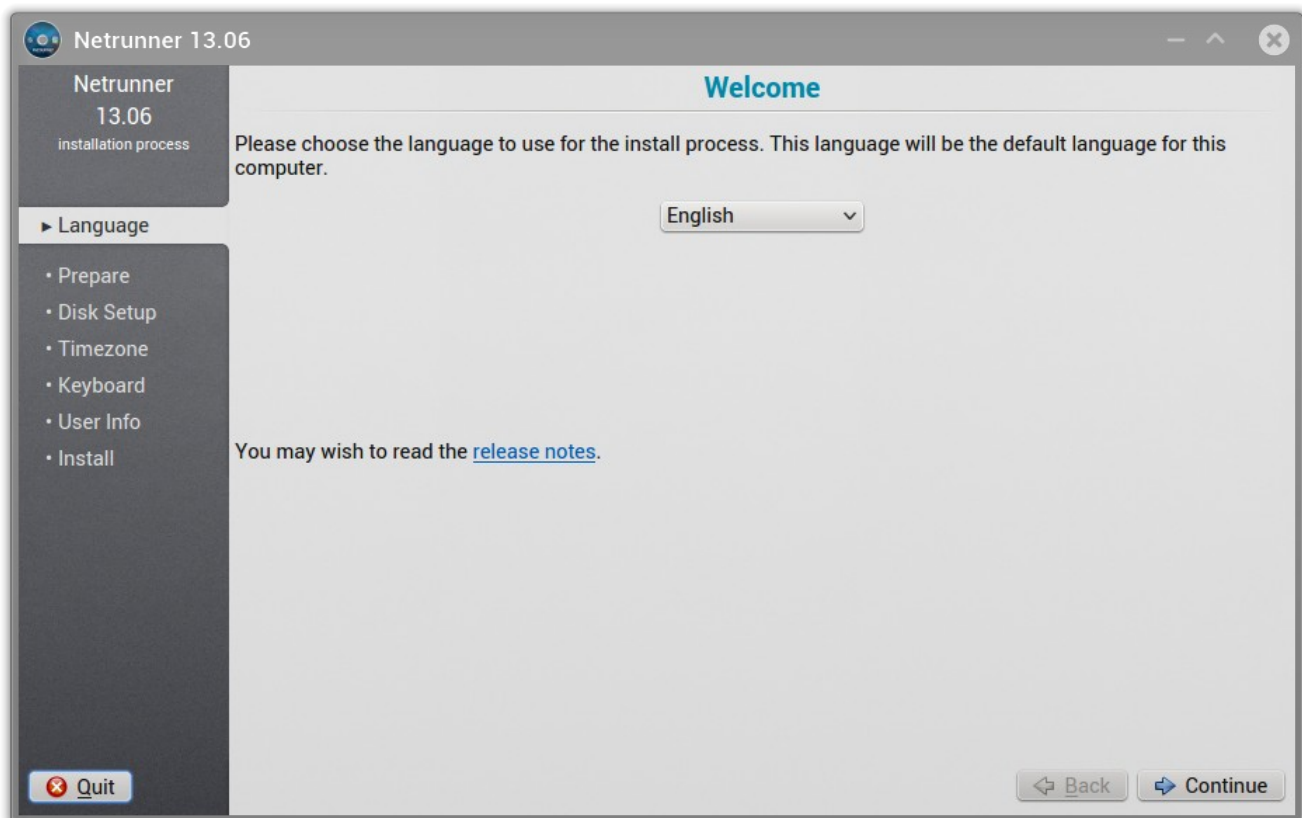 Netrunner 13.06
Netrunner
13.06
installation process
▸ Language
• Prepare
• Disk Setup
• Timezone
• Keyboard
• User Info
• Install
Quit
Welcome
Please choose the language to use for the install process. This language will be the default language for this
computer.
English
You may wish to read the release notes.
Back
Continue